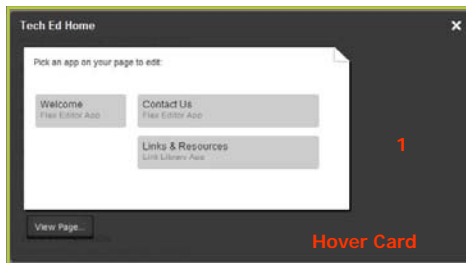 Tech Ed Home
Pick an app on your page to edit:
Welcome
Flex Editor App
Contact Us
Flex Editor App
Links & Resources
Link Library App
1
View Page...
Hover Card